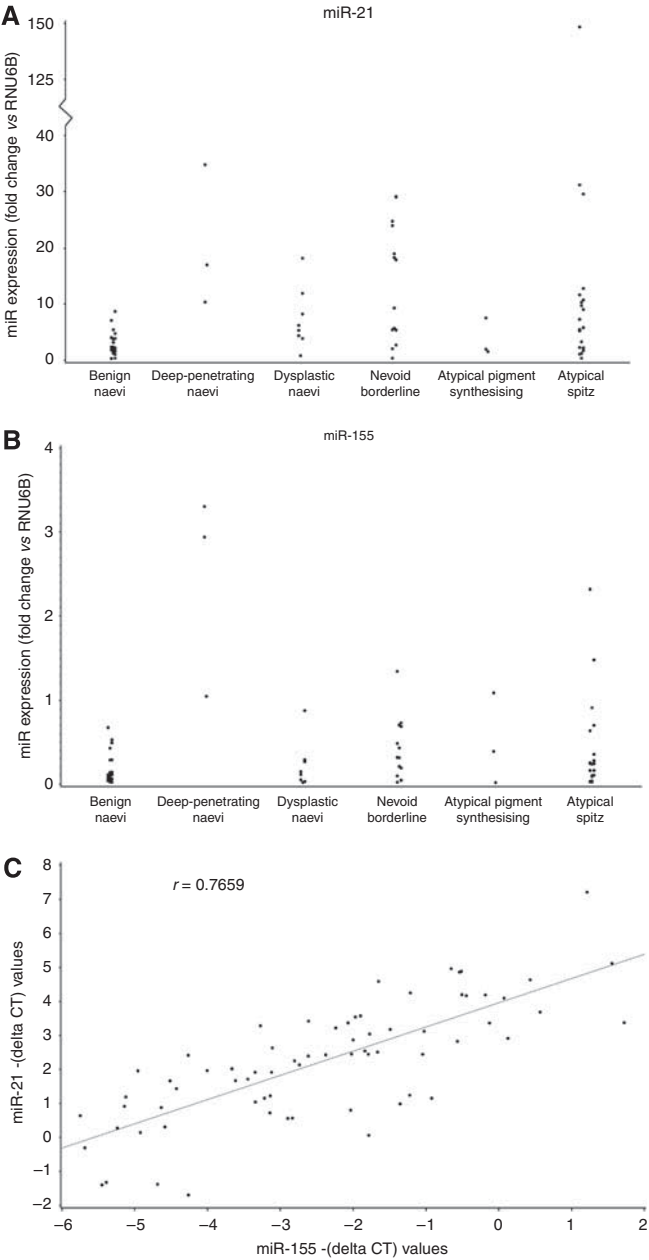 A
miR-21
miR expression (fold change vs RNU6B)
150
125
40
30
20
10
0
Benign naevi
Deep-penetrating naevi
Dysplastic naevi
Nevoid borderline
Atypical pigment synthesising
Atypical spitz
B
miR-155
miR expression (fold change vs RNU6B)
4
3
2
1
0
Benign naevi
Deep-penetrating naevi
Dysplastic naevi
Nevoid borderline
Atypical pigment synthesising
Atypical spitz
C
r = 0.7659
miR-21 -(delta CT) values
8
7
6
5
4
3
2
1
0
–1
–2
–6 –5 –4 –3 –2 –1 0 1 2
miR-155 -(delta CT) values